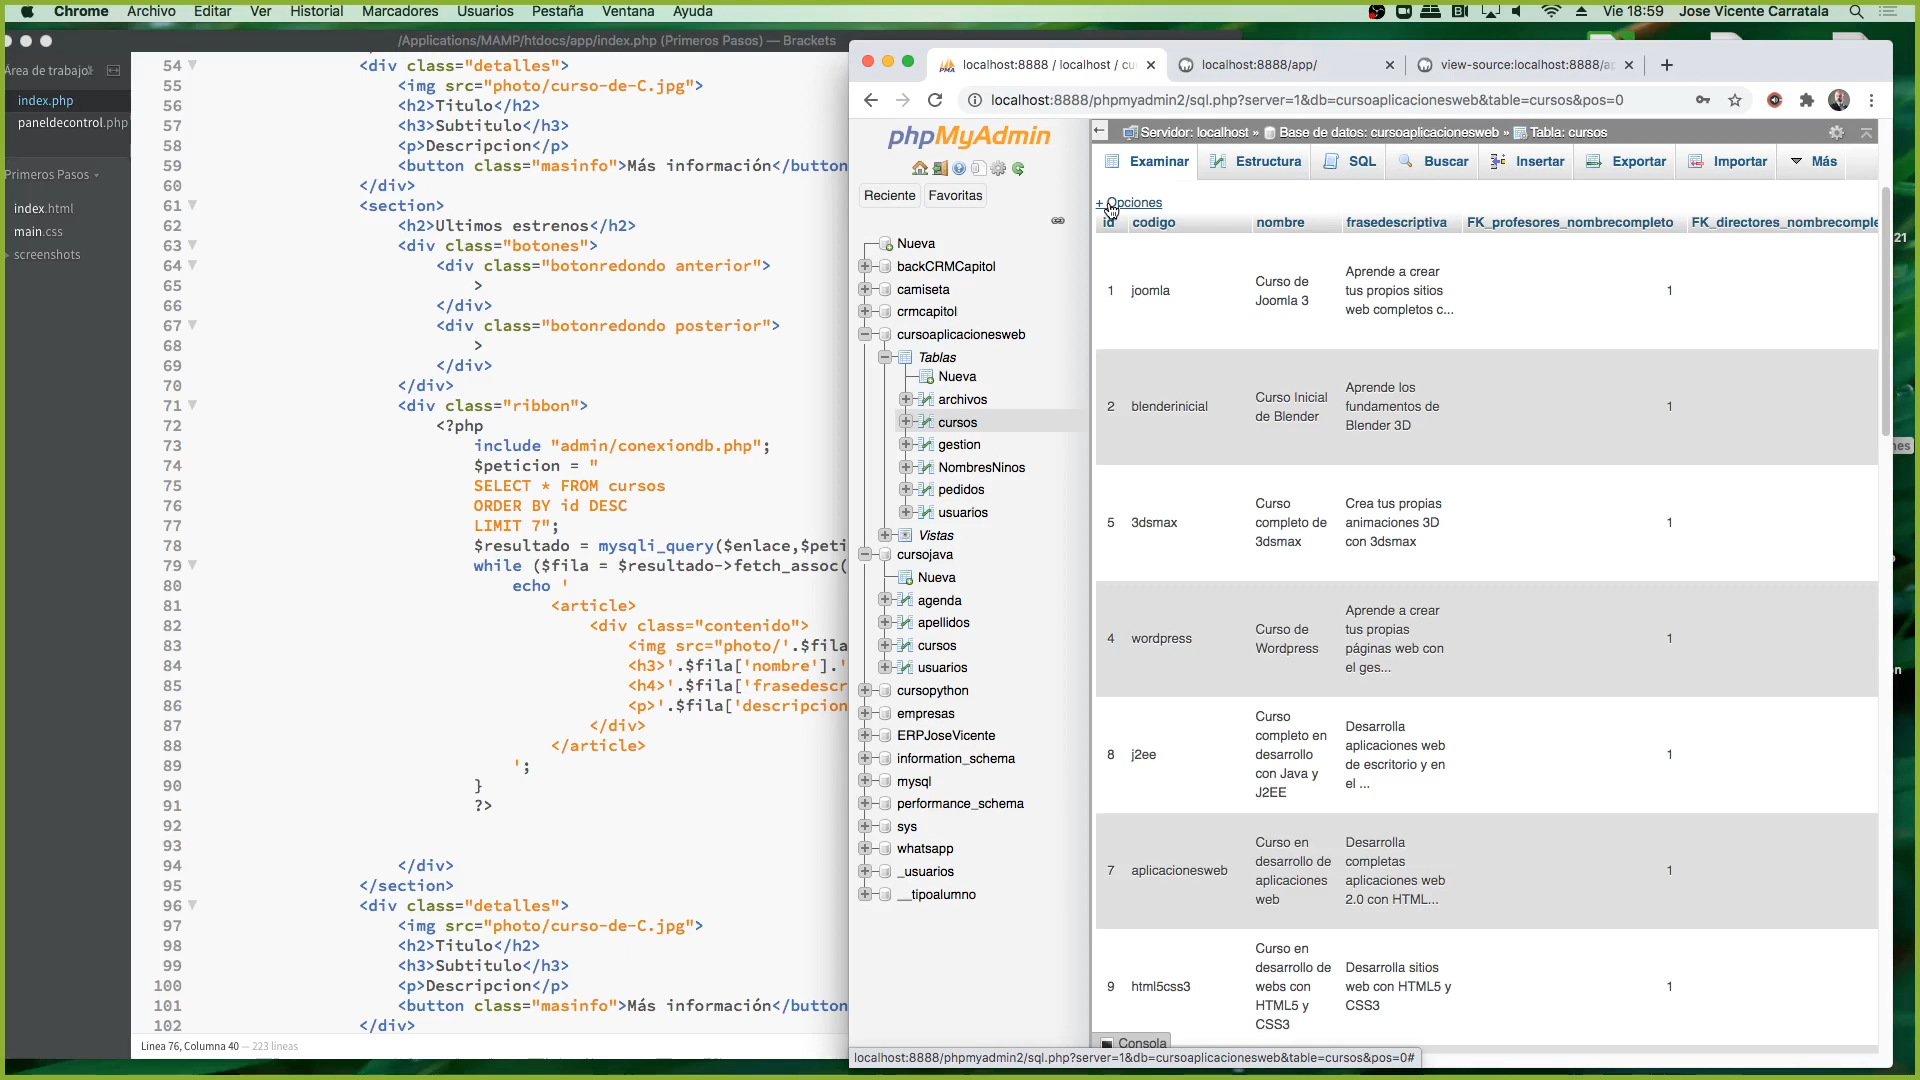 Chrome Archivo Editar Ver Historial Marcadores Usuarios Pestaña Ventana Ayuda Vie 18:59 Jose Vicente Carratala
/Applications/MAMP/htdocs/app/index.php (Primeros Pasos) — Brackets
Área de trabajo
index.php
paneldecontrol.php
Primeros Pasos
index.html
main.css
screenshots
54 <div class="detalles">
55 <img src="photo/curso-de-C.jpg">
56 <h2>Titulo</h2>
57 <h3>Subtitulo</h3>
58 <p>Descripcion</p>
59 <button class="masinfo">Más información</button
60 </div>
61 <section>
62 <h2>Ultimos estrenos</h2>
63 <div class="botones">
64 <div class="botonredondo anterior">
65 >
66 </div>
67 <div class="botonredondo posterior">
68 >
69 </div>
70 </div>
71 <div class="ribbon">
72 <?php
73 include "admin/conexiondb.php";
74 $peticion = "
75 SELECT * FROM cursos
76 ORDER BY id DESC
77 LIMIT 7";
78 $resultado = mysqli_query($enlace,$peti
79 while ($fila = $resultado->fetch_assoc(
80 echo '
81 <article>
82 <div class="contenido">
83 <img src="photo/'.$fila
84 <h3>'.$fila['nombre'].'
85 <h4>'.$fila['frasedescr
86 <p>'.$fila['descripcion
87 </div>
88 </article>
89 ';
90 }
91 ?>
92
93
94 </div>
95 </section>
96 <div class="detalles">
97 <img src="photo/curso-de-C.jpg">
98 <h2>Titulo</h2>
99 <h3>Subtitulo</h3>
100 <p>Descripcion</p>
101 <button class="masinfo">Más información</button
102 </div>
Línea 76, Columna 40 — 223 líneas
localhost:8888 / localhost / cu
localhost:8888/app/
view-source:localhost:8888/ap
localhost:8888/phpmyadmin2/sql.php?server=1&db=cursoaplicacionesweb&table=cursos&pos=0
phpMyAdmin
Reciente Favoritas
Nueva
backCRMCapitol
camiseta
crmcapitol
cursoaplicacionesweb
Tablas
Nueva
archivos
cursos
gestion
NombresNinos
pedidos
usuarios
Vistas
cursojava
Nueva
agenda
apellidos
cursos
usuarios
cursopython
empresas
ERPJoseVicente
information_schema
mysql
performance_schema
sys
whatsapp
_usuarios
__tipoalumno
Servidor: localhost » Base de datos: cursoaplicacionesweb » Tabla: cursos
Examinar Estructura SQL Buscar Insertar Exportar Importar Más
+ Opciones
id codigo nombre frasedescriptiva FK_profesores_nombrecompleto FK_directores_nombrecomple
1 joomla Curso de Joomla 3 Aprende a crear tus propios sitios web completos c... 1
2 blenderinicial Curso Inicial de Blender Aprende los fundamentos de Blender 3D 1
5 3dsmax Curso completo de 3dsmax Crea tus propias animaciones 3D con 3dsmax 1
4 wordpress Curso de Wordpress Aprende a crear tus propias páginas web con el ges... 1
8 j2ee Curso completo en desarrollo con Java y J2EE Desarrolla aplicaciones web de escritorio y en el ... 1
7 aplicacionesweb Curso en desarrollo de aplicaciones web Desarrolla completas aplicaciones web 2.0 con HTML... 1
9 html5css3 Curso en desarrollo de webs con HTML5 y CSS3 Desarrolla sitios web con HTML5 y CSS3 1
Consola
localhost:8888/phpmyadmin2/sql.php?server=1&db=cursoaplicacionesweb&table=cursos&pos=0#
21